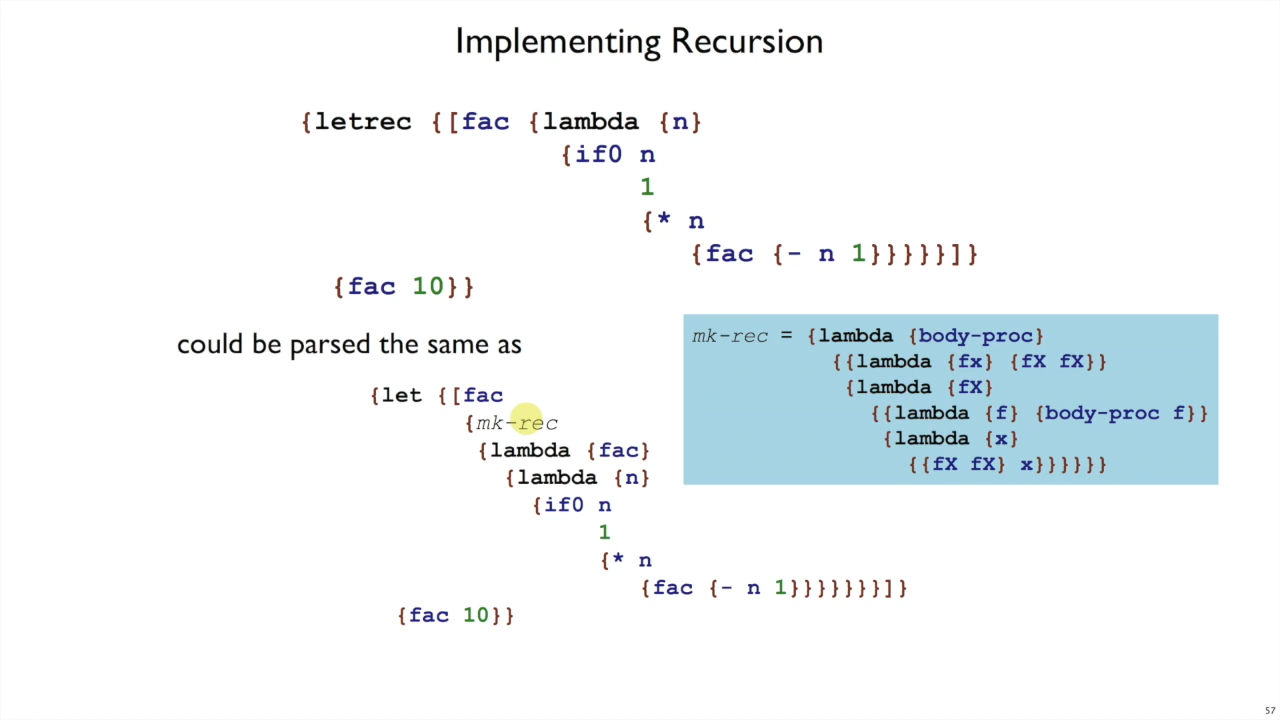 Implementing Recursion
{letrec {[fac {lambda {n}
{if0 n
1
{* n
{fac {- n 1}}}}}]}
{fac 10}}
could be parsed the same as
{let {[fac
{mk-rec
{lambda {fac}
{lambda {n}
{if0 n
1
{* n
{fac {- n 1}}}}}}}]}
{fac 10}}
mk-rec = {lambda {body-proc}
{{lambda {fx} {fX fX}}
{lambda {fX}
{{lambda {f} {body-proc f}}
{lambda {x}
{{fX fX} x}}}}}}
57